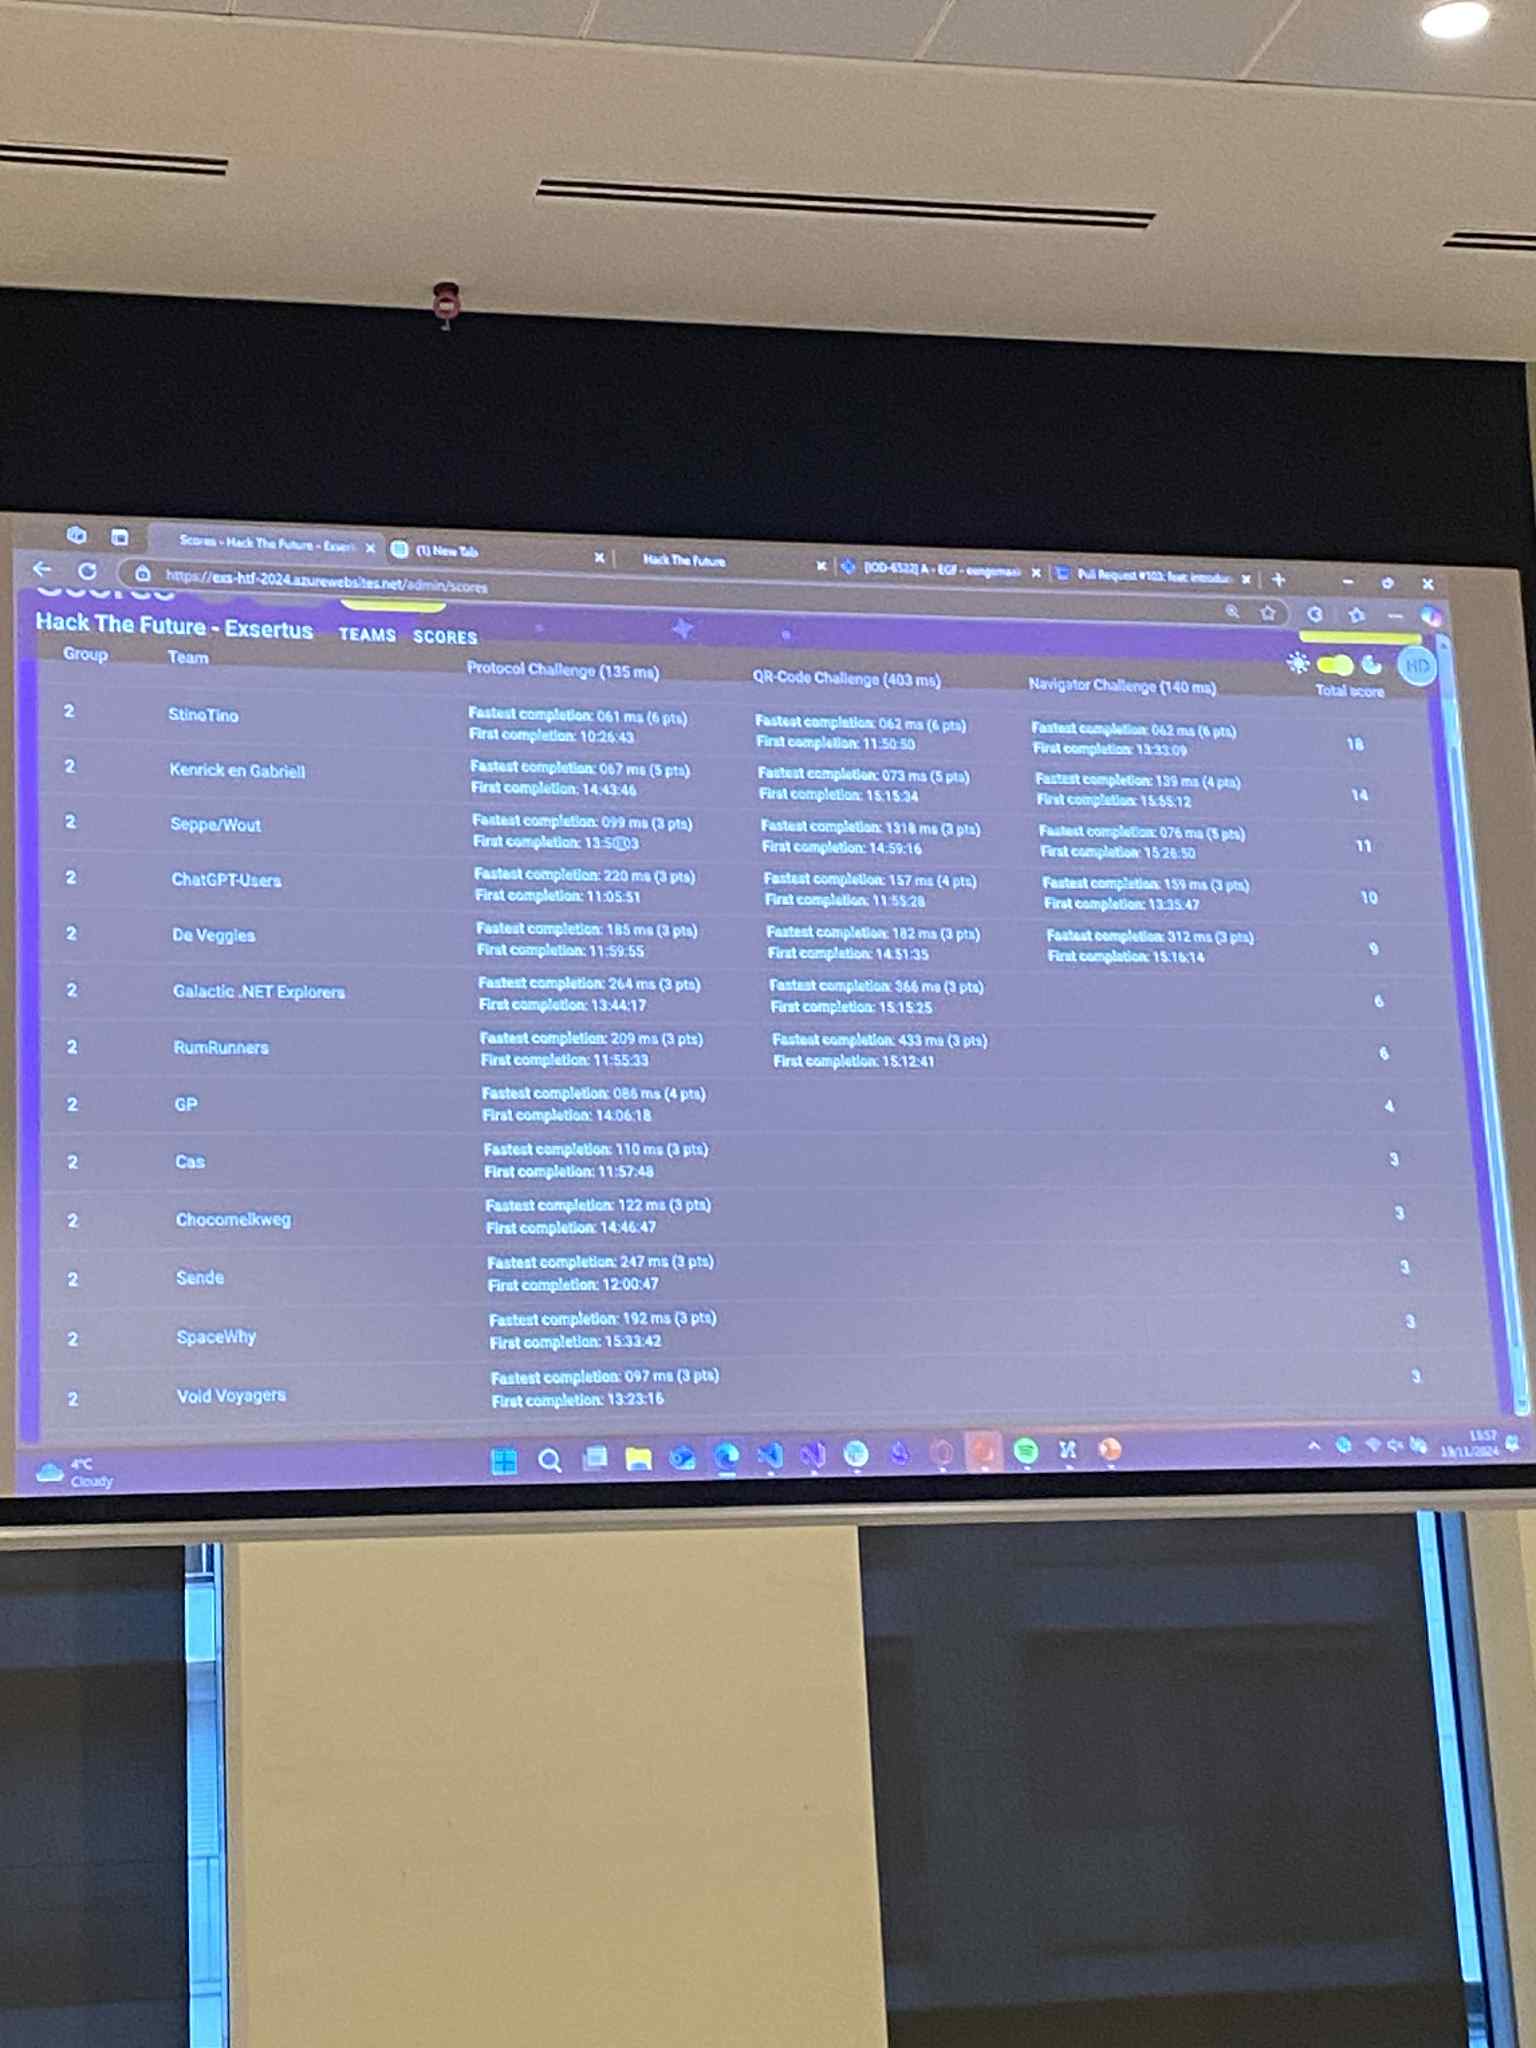 Scores - Hack The Future - Exsert
(1) New Tab
Hack The Future
Pull Request #103: feat: introduc
https://exs-htf-2024.azurewebsites.net/admin/scores
Scores
Hack The Future - Exsertus TEAMS SCORES
HD
Group Team Protocol Challenge (135 ms) QR-Code Challenge (403 ms) Navigator Challenge (140 ms) Total score
2 StinoTino Fastest completion: 061 ms (6 pts) Fastest completion: 062 ms (6 pts) Fastest completion: 062 ms (6 pts) 18
First completion: 10:26:43 First completion: 11:50:50 First completion: 13:33:09
2 Kenrick en Gabriell Fastest completion: 067 ms (5 pts) Fastest completion: 073 ms (5 pts) Fastest completion: 139 ms (4 pts) 14
First completion: 14:43:46 First completion: 15:15:34 First completion: 15:55:12
2 Seppe/Wout Fastest completion: 099 ms (3 pts) Fastest completion: 1318 ms (3 pts) Fastest completion: 076 ms (5 pts) 11
First completion: 13:50:03 First completion: 14:59:16 First completion: 15:26:50
2 ChatGPT-Users Fastest completion: 220 ms (3 pts) Fastest completion: 157 ms (4 pts) Fastest completion: 159 ms (3 pts) 10
First completion: 11:05:51 First completion: 11:55:28 First completion: 13:35:47
2 De Veggies Fastest completion: 185 ms (3 pts) Fastest completion: 182 ms (3 pts) Fastest completion: 312 ms (3 pts) 9
First completion: 11:59:55 First completion: 14:51:35 First completion: 15:16:14
2 Galactic .NET Explorers Fastest completion: 264 ms (3 pts) Fastest completion: 366 ms (3 pts) 6
First completion: 13:44:17 First completion: 15:15:25
2 RumRunners Fastest completion: 209 ms (3 pts) Fastest completion: 433 ms (3 pts) 6
First completion: 11:55:33 First completion: 15:12:41
2 GP Fastest completion: 086 ms (4 pts) 4
First completion: 14:06:18
2 Cas Fastest completion: 110 ms (3 pts) 3
First completion: 11:57:48
2 Chocomelkweg Fastest completion: 122 ms (3 pts) 3
First completion: 14:46:47
2 Sende Fastest completion: 247 ms (3 pts) 3
First completion: 12:00:47
2 SpaceWhy Fastest completion: 192 ms (3 pts) 3
First completion: 15:33:42
2 Void Voyagers Fastest completion: 097 ms (3 pts) 3
First completion: 13:23:16
4°C
Cloudy
19/11/2024